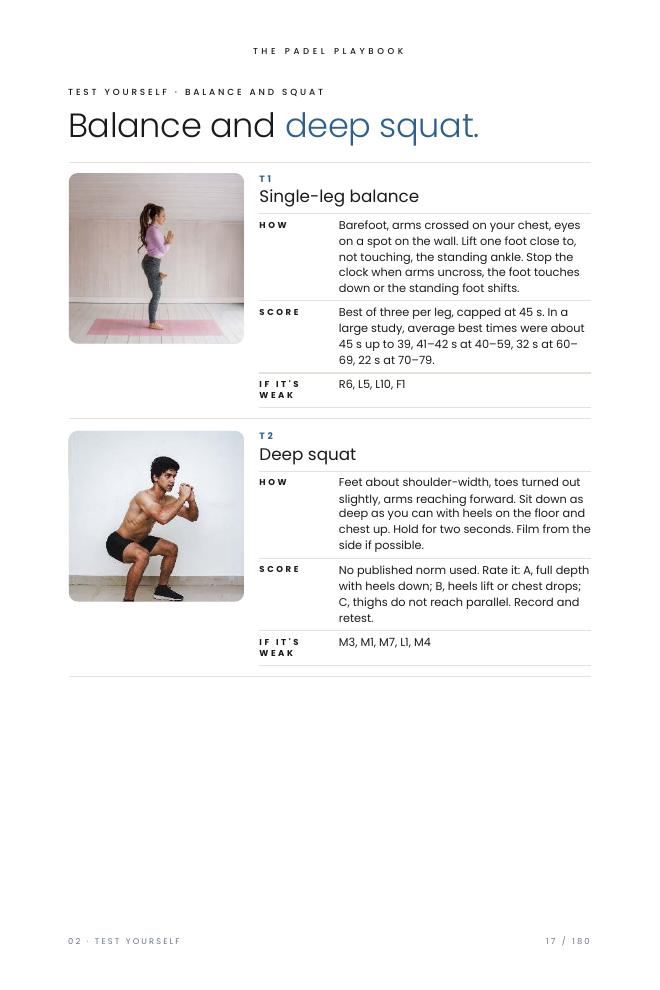 THE PADEL PLAYBOOK
TEST YOURSELF · BALANCE AND SQUAT
Balance and deep squat.
T1
Single-leg balance
HOW
Barefoot, arms crossed on your chest, eyes
on a spot on the wall. Lift one foot close to,
not touching, the standing ankle. Stop the
clock when arms uncross, the foot touches
down or the standing foot shifts.
SCORE
Best of three per leg, capped at 45 s. In a
large study, average best times were about
45 s up to 39, 41–42 s at 40–59, 32 s at 60–
69, 22 s at 70–79.
IF IT'S
WEAK
R6, L5, L10, F1
T2
Deep squat
HOW
Feet about shoulder-width, toes turned out
slightly, arms reaching forward. Sit down as
deep as you can with heels on the floor and
chest up. Hold for two seconds. Film from the
side if possible.
SCORE
No published norm used. Rate it: A, full depth
with heels down; B, heels lift or chest drops;
C, thighs do not reach parallel. Record and
retest.
IF IT'S
WEAK
M3, M1, M7, L1, M4
02 · TEST YOURSELF
17 / 180